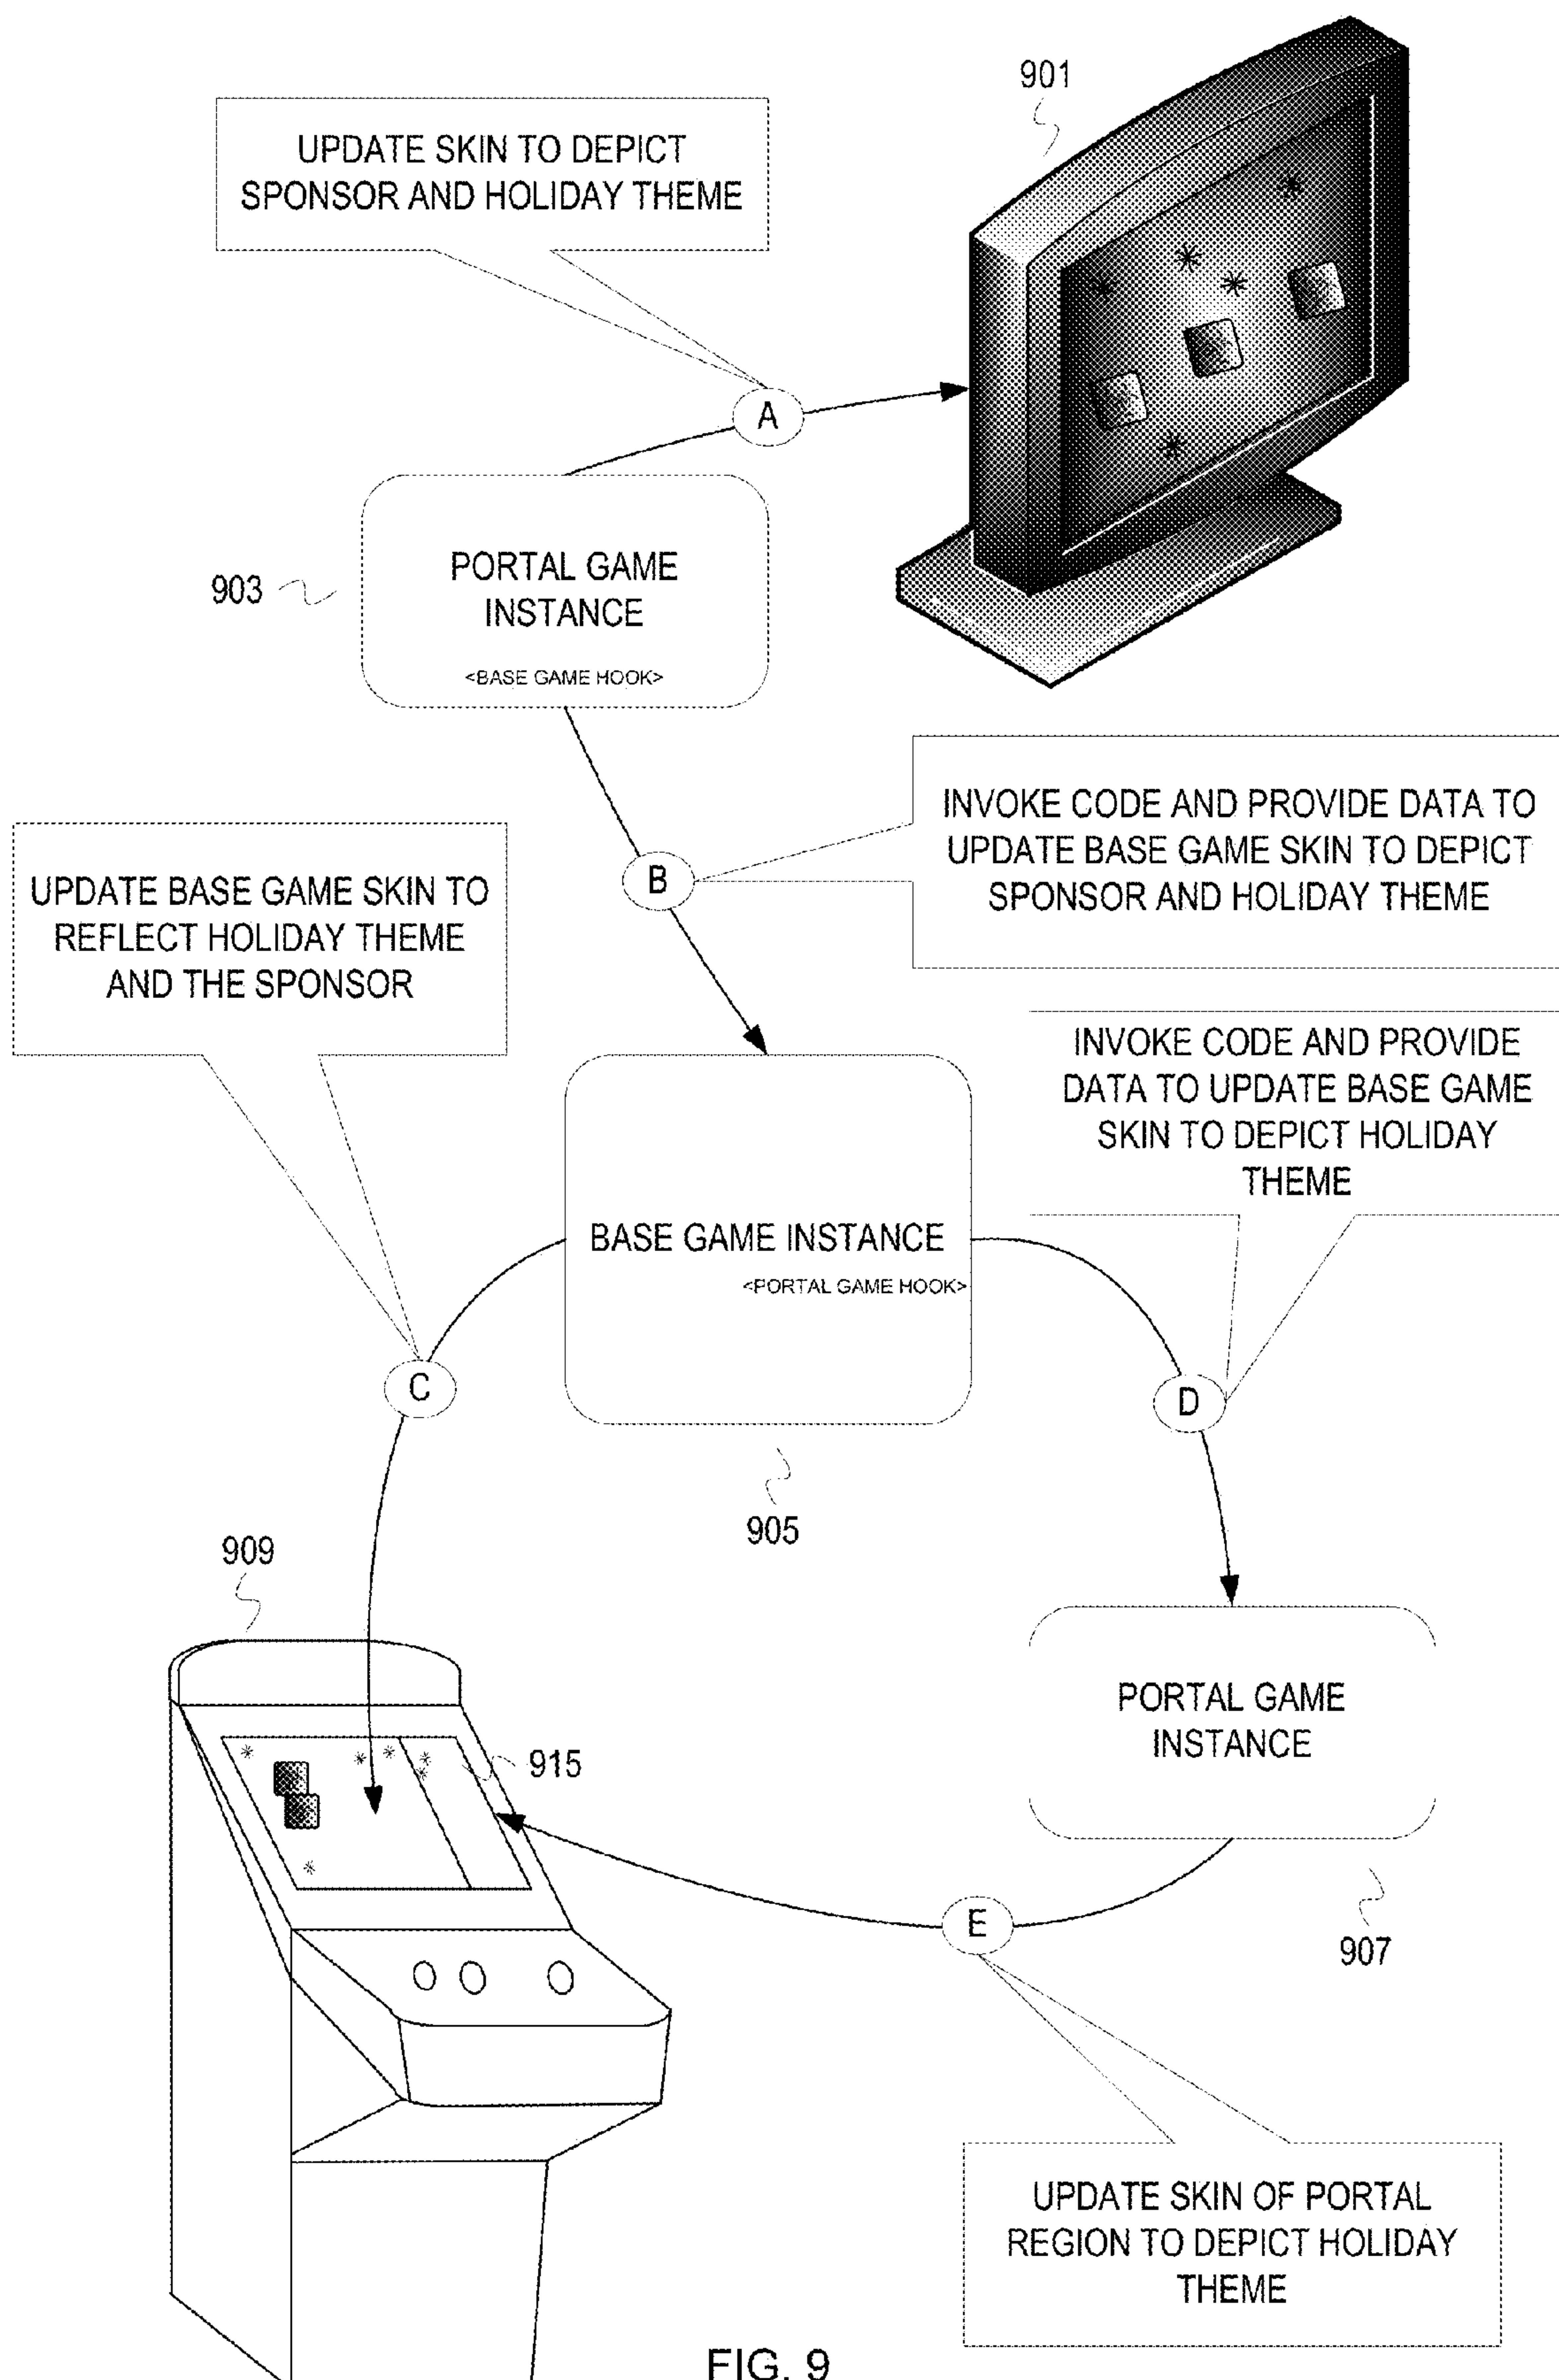 901
UPDATE SKIN TO DEPICT
SPONSOR AND HOLIDAY THEME
A
903
PORTAL GAME
INSTANCE
<BASE GAME HOOK>
INVOKE CODE AND PROVIDE DATA TO
UPDATE BASE GAME SKIN TO DEPICT
SPONSOR AND HOLIDAY THEME
B
UPDATE BASE GAME SKIN TO
REFLECT HOLIDAY THEME
AND THE SPONSOR
INVOKE CODE AND PROVIDE
DATA TO UPDATE BASE GAME
SKIN TO DEPICT HOLIDAY
THEME
BASE GAME INSTANCE
<PORTAL GAME HOOK>
C
D
905
909
PORTAL GAME
INSTANCE
915
E
907
UPDATE SKIN OF PORTAL
REGION TO DEPICT HOLIDAY
THEME
FIG. 9